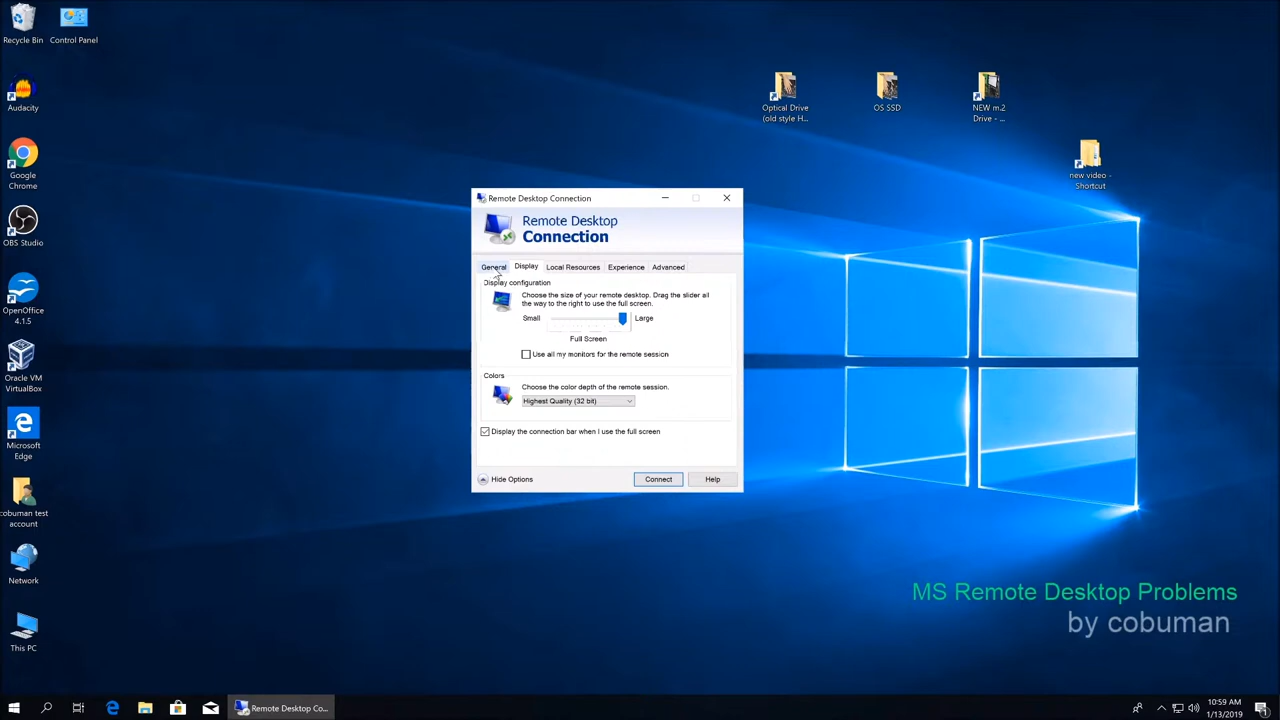 Recycle Bin
Control Panel
Audacity
Google
Chrome
OBS Studio
OpenOffice
4.1.5
Oracle VM
VirtualBox
Microsoft
Edge
cobuman test
account
Network
This PC
Optical Drive
(old style H...
OS SSD
NEW m.2
Drive - ...
new video -
Shortcut
Remote Desktop Connection
Remote Desktop
Connection
General Display Local Resources Experience Advanced
Display configuration
Choose the size of your remote desktop. Drag the slider all
the way to the right to use the full screen.
Small Large
Full Screen
Use all my monitors for the remote session
Colors
Choose the color depth of the remote session.
Highest Quality (32 bit)
Display the connection bar when I use the full screen
Hide Options Connect Help
MS Remote Desktop Problems
by cobuman
Remote Desktop Co...
10:59 AM
1/13/2019
1